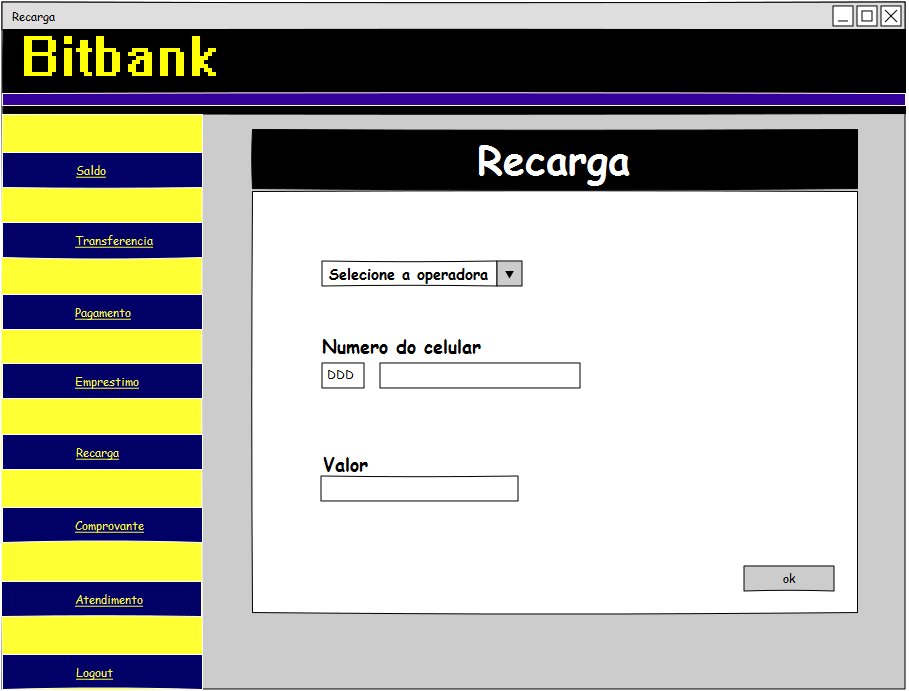 Recarga
Bitbank
Saldo
Transferencia
Pagamento
Emprestimo
Recarga
Comprovante
Atendimento
Logout
Recarga
Selecione a operadora
Numero do celular
DDD
Valor
ok